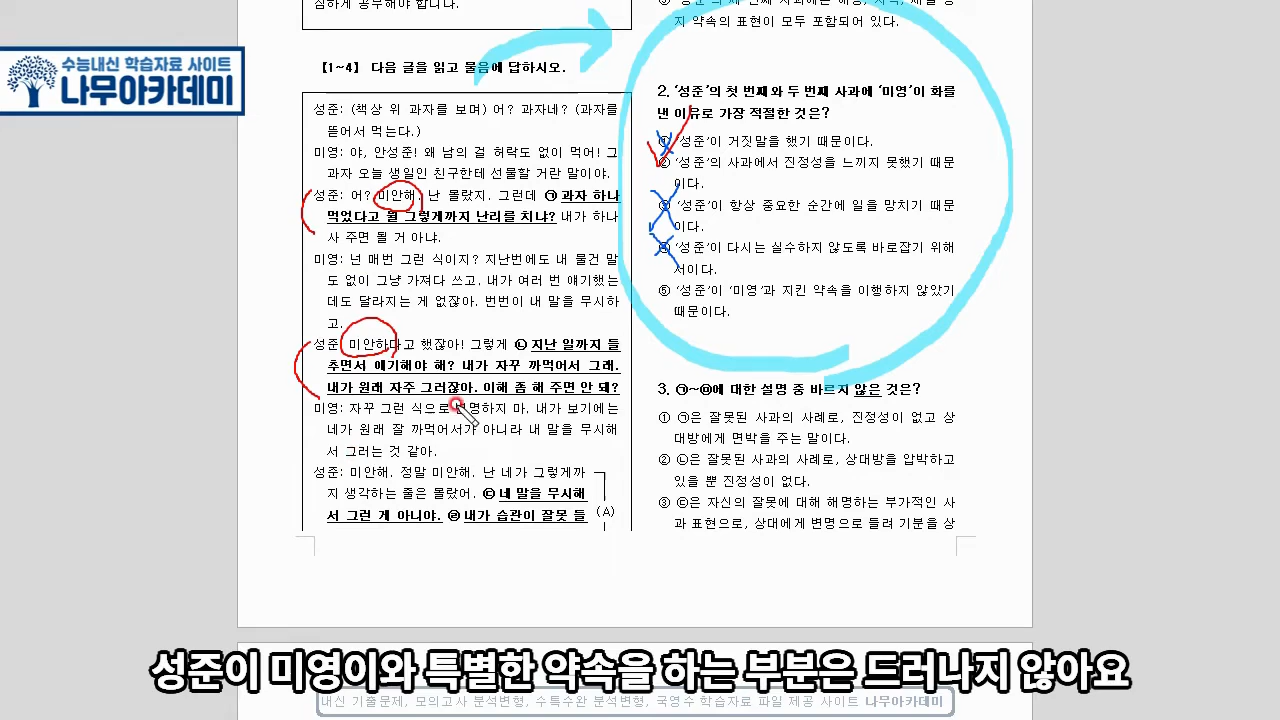 수능내신 학습자료 사이트
나무아카데미
심하게 공부해야 합니다.
【1~4】 다음 글을 읽고 물음에 답하시오.
성준: (책상 위 과자를 보며) 어? 과자네? (과자를
뜯어서 먹는다.)
미영: 야, 안성준! 왜 남의 걸 허락도 없이 먹어! 그
과자 오늘 생일인 친구한테 선물할 거란 말이야.
성준: 어? 미안해. 난 몰랐지. 그런데 ㉠ 과자 하나
먹었다고 뭘 그렇게까지 난리를 치냐? 내가 하나
사 주면 될 거 아냐.
미영: 넌 매번 그런 식이지? 지난번에도 내 물건 말
도 없이 그냥 가져다 쓰고, 내가 여러 번 얘기했는
데도 달라지는 게 없잖아. 번번이 내 말을 무시하
고.
성준: 미안하다고 했잖아! 그렇게 ㉡ 지난 일까지 들
추면서 얘기해야 해? 내가 자꾸 까먹어서 그래.
내가 원래 자주 그러잖아. 이해 좀 해 주면 안 돼?
미영: 자꾸 그런 식으로 변명하지 마. 내가 보기에는
네가 원래 잘 까먹어서가 아니라 내 말을 무시해
서 그러는 것 같아.
성준: 미안해. 정말 미안해. 난 네가 그렇게까
지 생각하는 줄은 몰랐어. ㉢ 네 말을 무시해
서 그런 게 아니야. ㉣ 내가 습관이 잘못 들
(A)
지 약속의 표현이 모두 포함되어 있다.
2. '성준'의 첫 번째와 두 번째 사과에 '미영'이 화를
낸 이유로 가장 적절한 것은?
① '성준'이 거짓말을 했기 때문이다.
② '성준'의 사과에서 진정성을 느끼지 못했기 때문
이다.
③ '성준'이 항상 중요한 순간에 일을 망치기 때문
이다.
④ '성준'이 다시는 실수하지 않도록 바로잡기 위해
서이다.
⑤ '성준'이 '미영'과 지킨 약속을 이행하지 않았기
때문이다.
3. ㉠~㉤에 대한 설명 중 바르지 않은 것은?
① ㉠은 잘못된 사과의 사례로, 진정성이 없고 상
대방에게 면박을 주는 말이다.
② ㉡은 잘못된 사과의 사례로, 상대방을 압박하고
있을 뿐 진정성이 없다.
③ ㉢은 자신의 잘못에 대해 해명하는 부가적인 사
과 표현으로, 상대에게 변명으로 들려 기분을 상
성준이 미영이와 특별한 약속을 하는 부분은 드러나지 않아요
내신 기출문제, 모의고사 분석변형, 수특수완 분석변형, 국영수 학습자료 파일 제공 사이트 나무아카데미